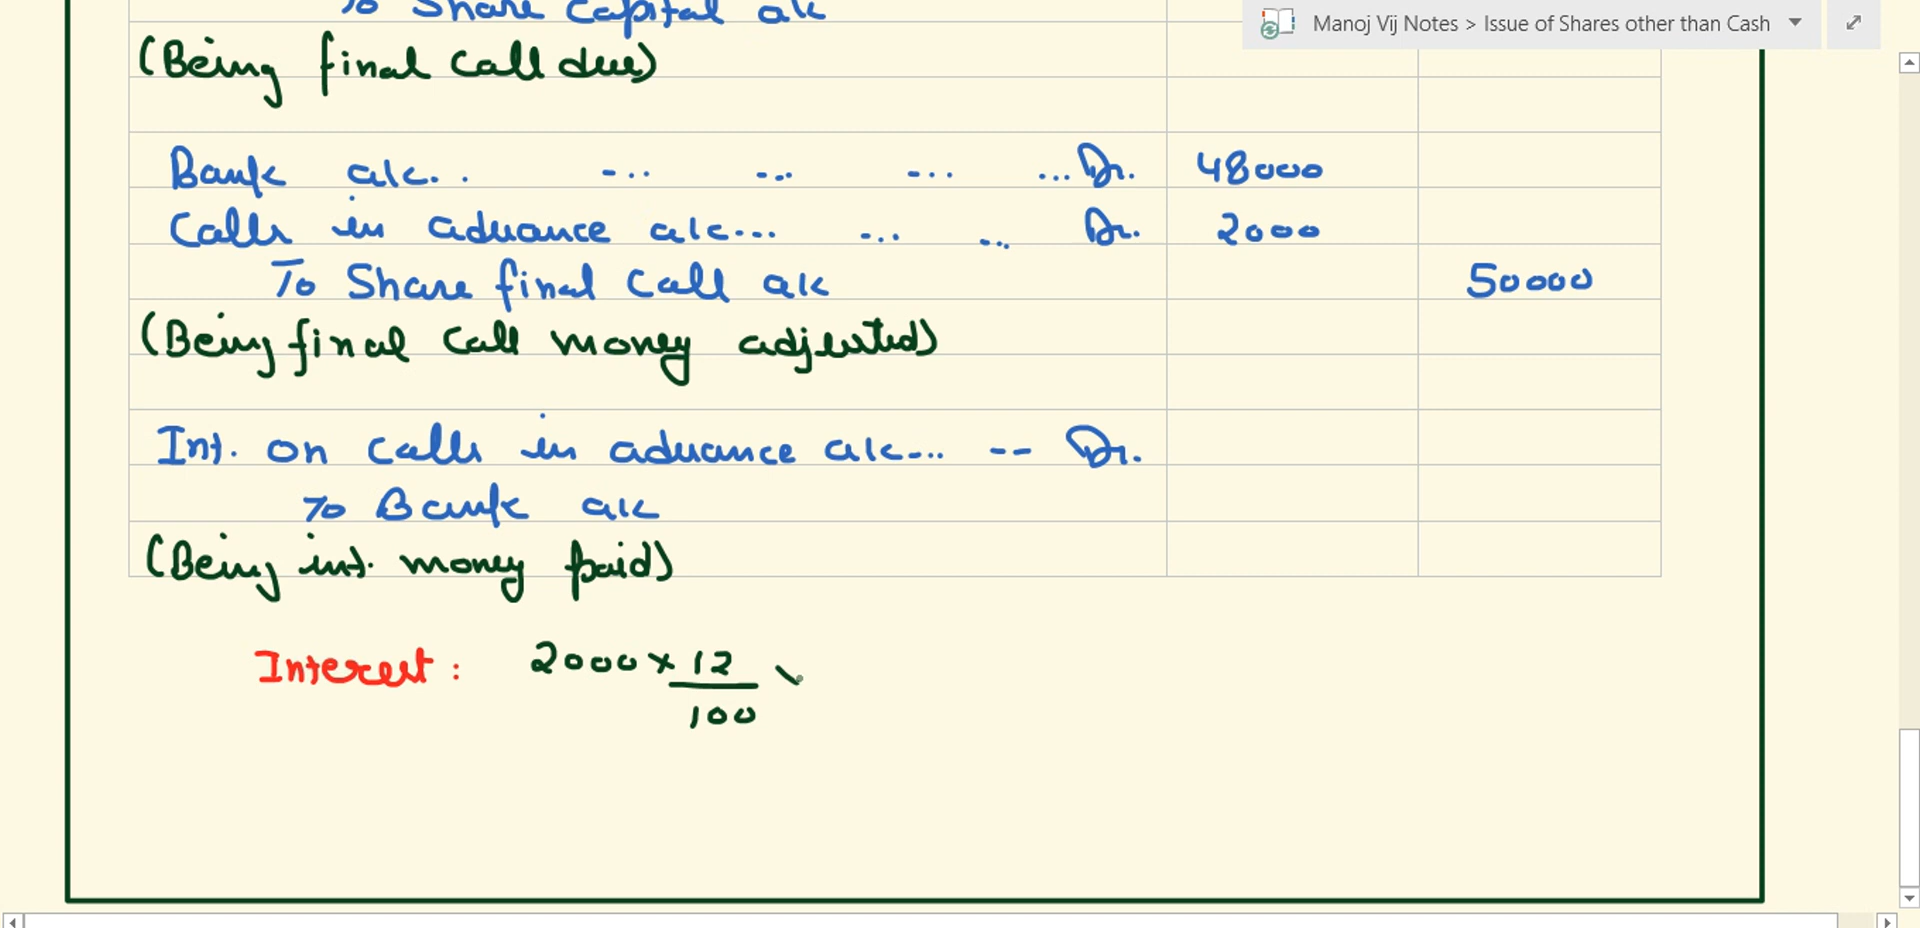 To Share Capital a/c
Manoj Vij Notes > Issue of Shares other than Cash
(Being final call due)
Bank a/c.. ... ... ... ... Dr. 48000
Calls in advance a/c... ... ... Dr. 2000
To Share final call a/c 50000
(Being final call money adjusted)
Int. on calls in advance a/c... -- Dr.
To Bank a/c
(Being int. money paid)
Interest : 2000 × 12
100